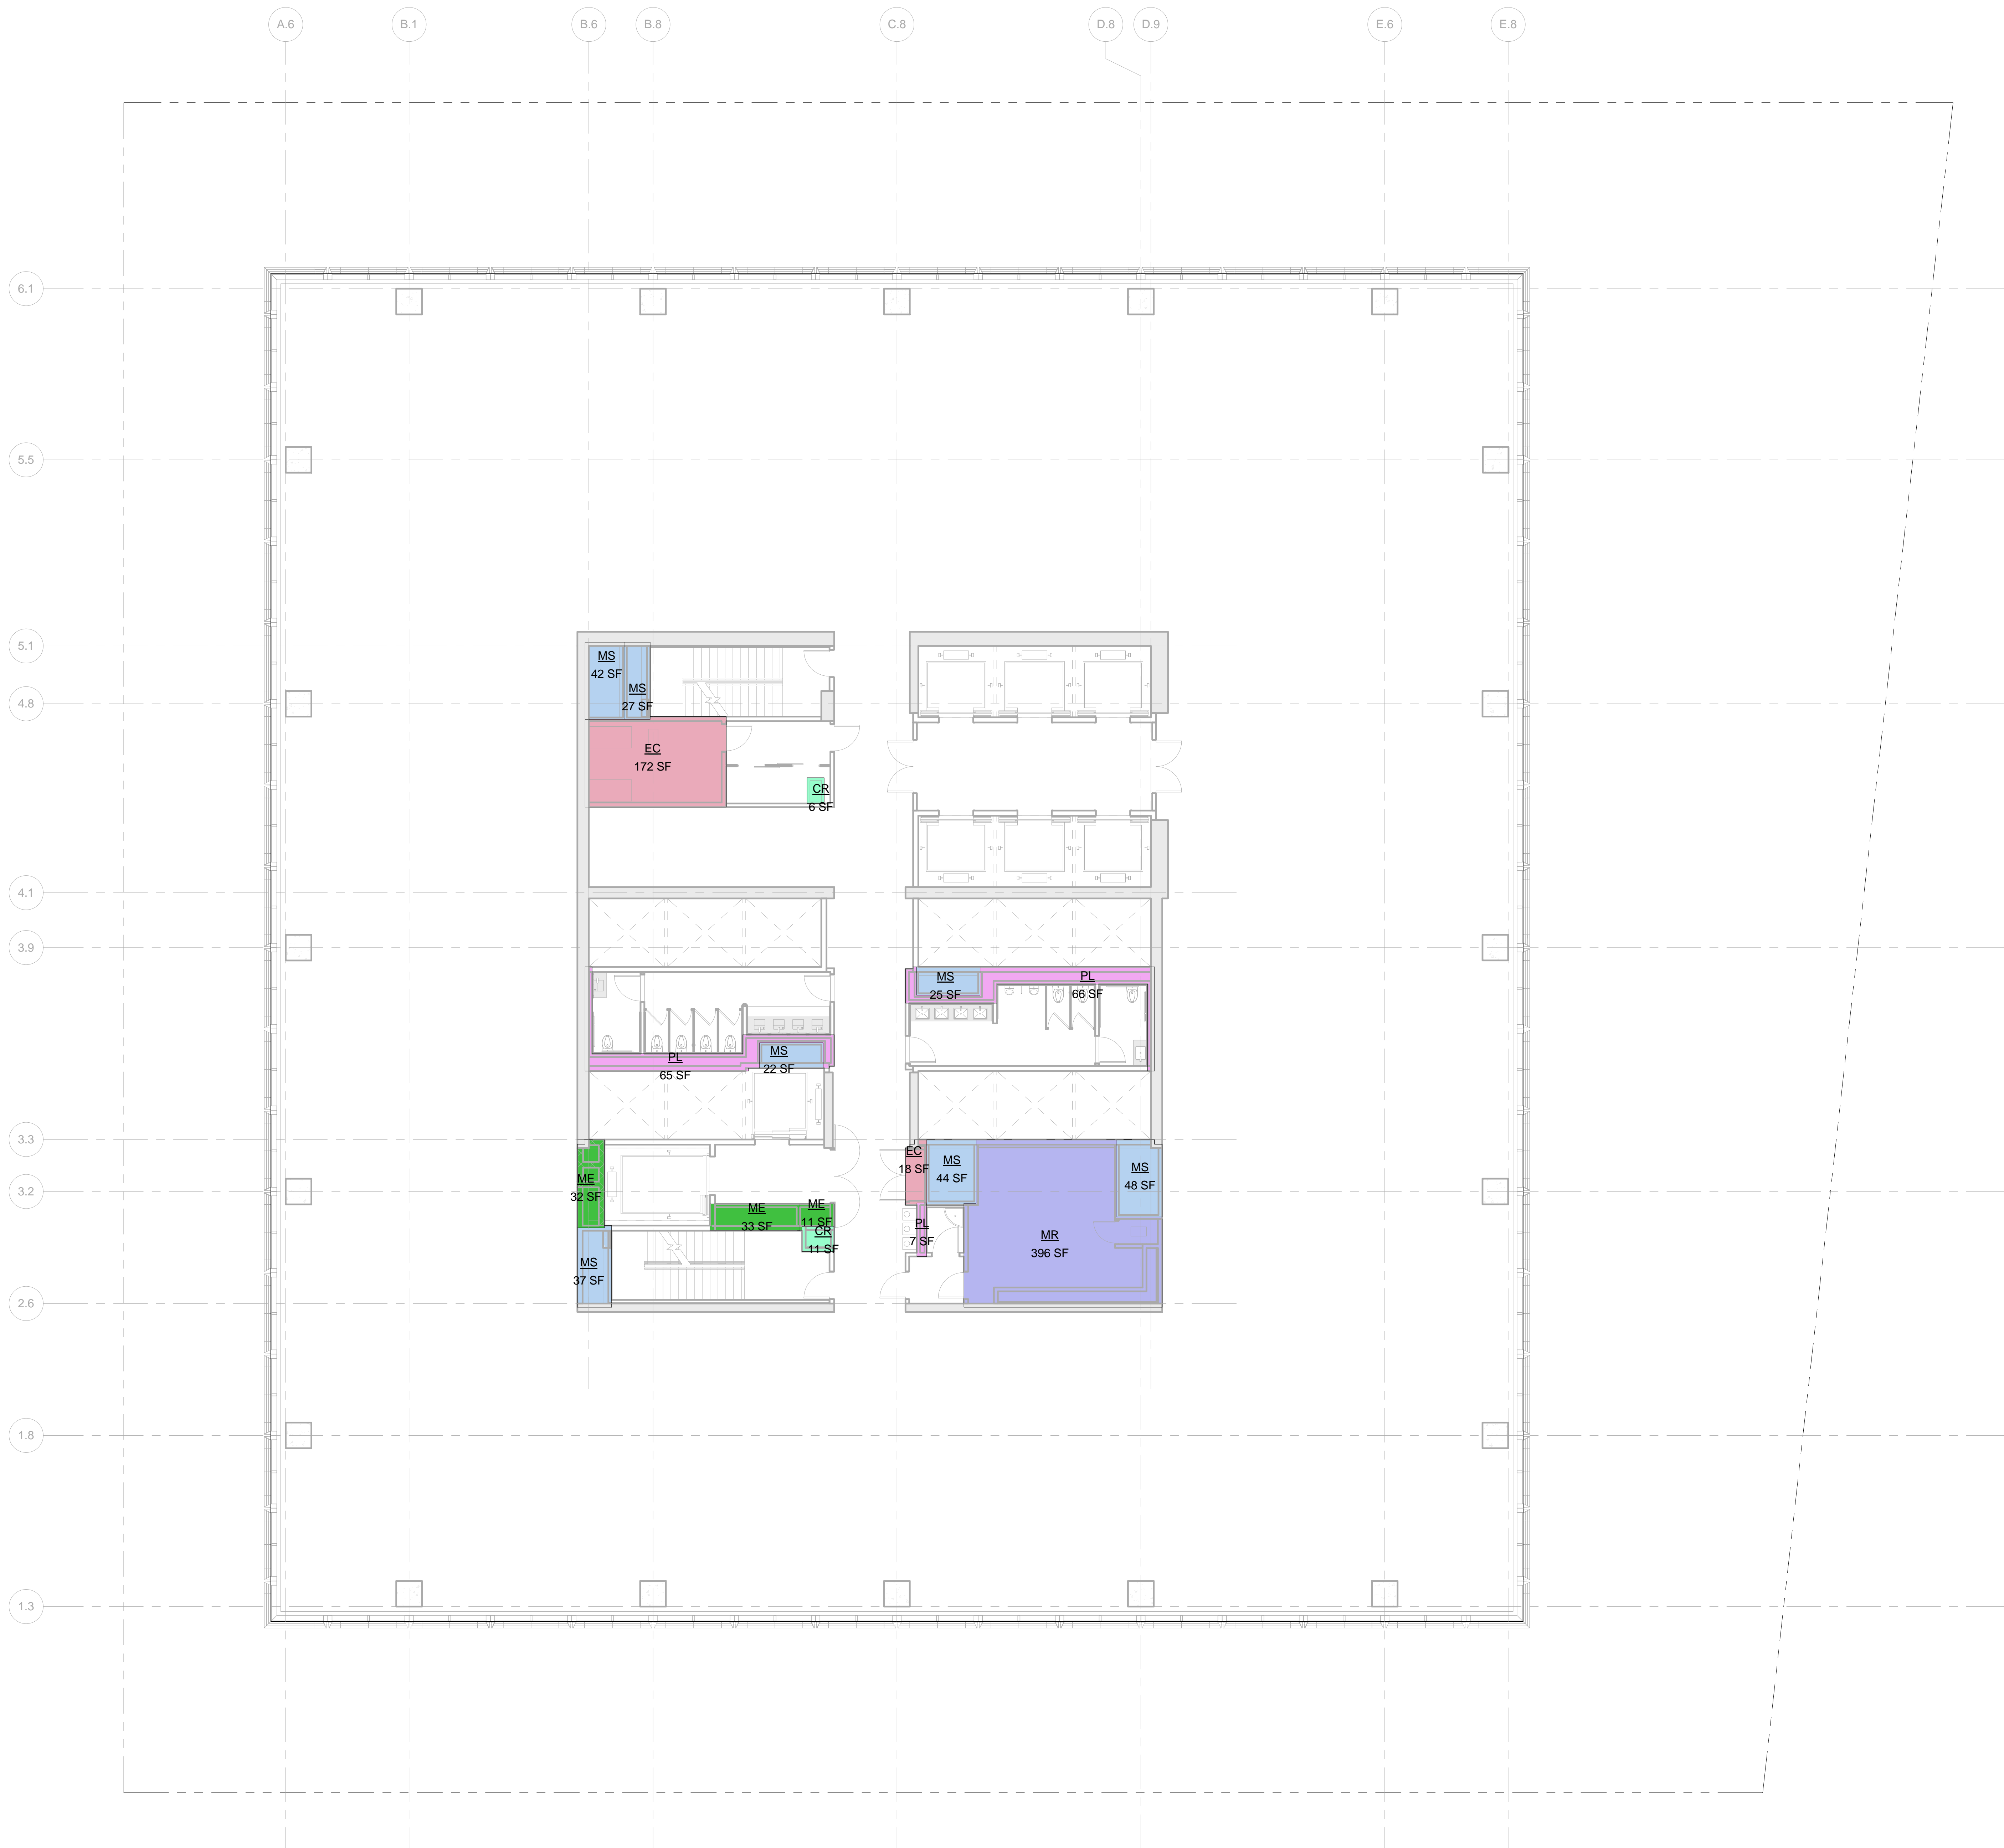 A.6
B.1
B.6
B.8
C.8
D.8
D.9
E.6
E.8
6.1
5.5
5.1
4.8
4.1
3.9
3.3
3.2
2.6
1.8
1.3
MS
42 SF
MS
27 SF
EC
172 SF
CR
6 SF
MS
25 SF
PL
66 SF
PL
65 SF
MS
22 SF
ME
32 SF
ME
33 SF
ME
11 SF
CR
11 SF
MS
37 SF
EC
18 SF
MS
44 SF
MS
48 SF
PL
7 SF
MR
396 SF